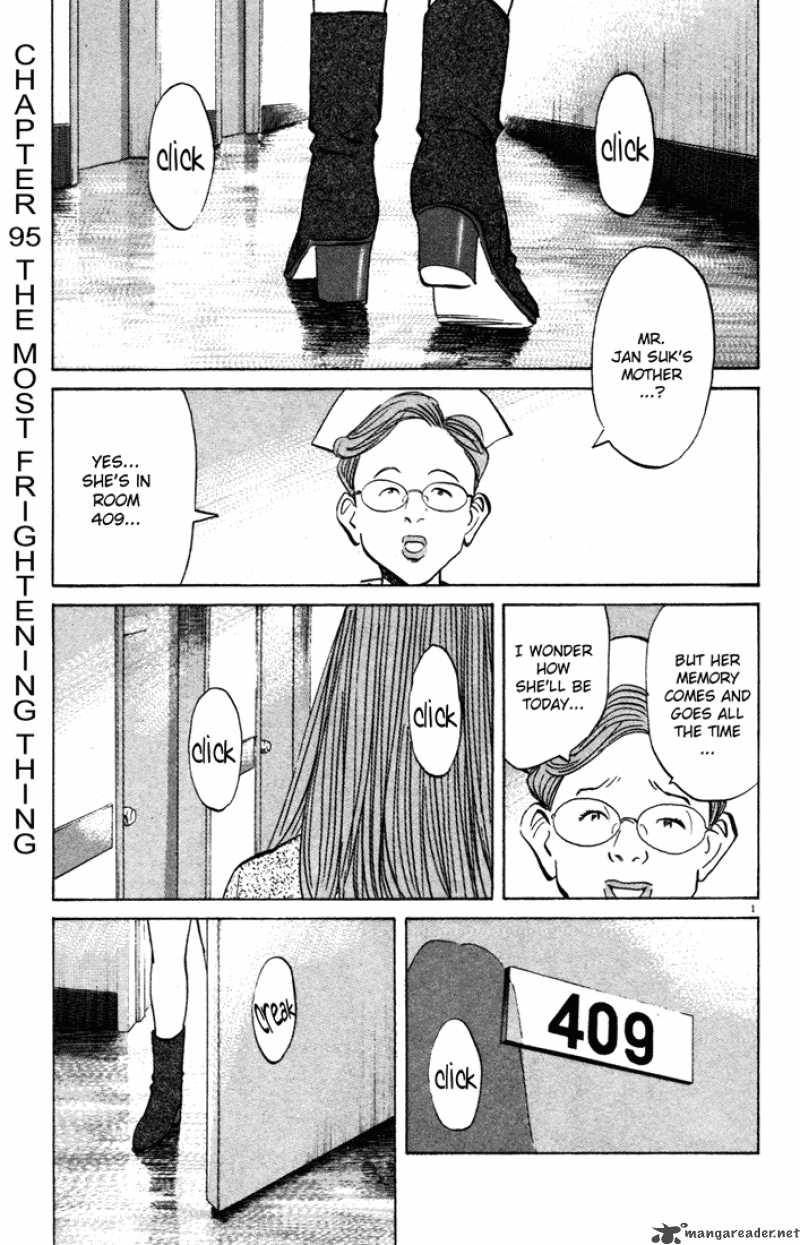 CHAPTER 95 THE MOST FRIGHTENING THING
click
click
MR.
JAN SUK'S
MOTHER
...?
YES...
SHE'S IN
ROOM
409...
click
click
BUT HER
MEMORY
COMES AND
GOES ALL
THE TIME
...
I WONDER
HOW
SHE'LL BE
TODAY...
1
creak
click
409
mangareader.net